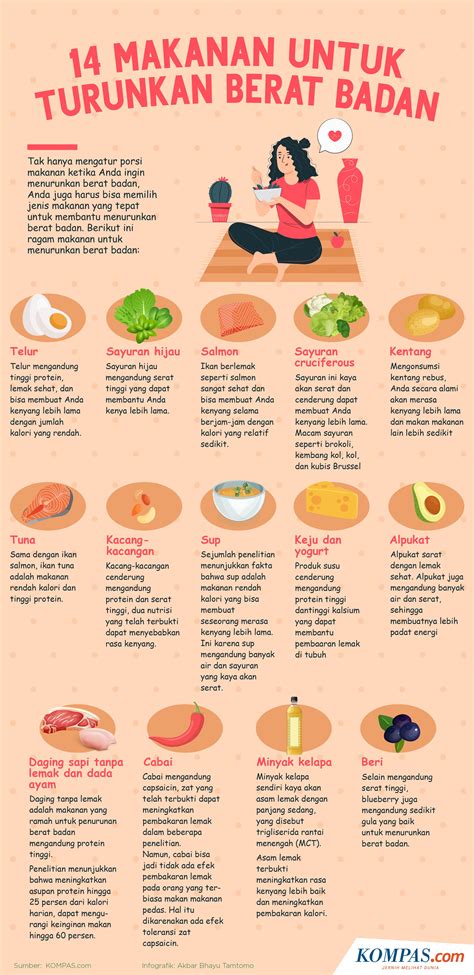 14 MAKANAN UNTUK
TURUNKAN BERAT BADAN
Tak hanya mengatur porsi
makanan ketika Anda ingin
menurunkan berat badan,
Anda juga harus bisa memilih
jenis makanan yang tepat
untuk membantu menurunkan
berat badan. Berikut ini
ragam makanan untuk
menurunkan berat badan:
Telur
Telur mengandung
tinggi protein,
lemak sehat, dan
bisa membuat Anda
kenyang lebih lama
dengan jumlah
kalori yang rendah.
Sayuran hijau
Sayuran hijau
mengandung serat
tinggi yang dapat
membantu Anda
kenya lebih lama.
Salmon
Ikan berlemak
seperti salmon
sangat sehat dan
bisa membuat Anda
kenyang selama
berjam-jam dengan
kalori yang relatif
sedikit.
Sayuran
cruciferous
Sayuran ini kaya
akan serat dan
cenderung dapat
membuat Anda
kenyang lebih lama.
Macam sayuran
seperti brokoli,
kembang kol, kol,
dan kubis Brussel
Kentang
Mengonsumsi
kentang rebus,
Anda secara alami
akan merasa
kenyang lebih lama
dan makan makanan
lain lebih sedikit
Tuna
Sama dengan ikan
salmon, ikan tuna
adalah makanan
rendah kalori dan
tinggi protein.
Kacang-
kacangan
Kacang-kacangan
cenderung
mengandung
protein dan serat
tinggi, dua nutrisi
yang telah terbukti
dapat menyebabkan
rasa kenyang.
Sup
Sejumlah penelitian
menunjukkan fakta
bahwa sup adalah
makanan rendah
kalori yang bisa
membuat
seseorang merasa
kenyang lebih lama.
Ini karena sup
mengandung banyak
air dan sayuran
yang kaya akan
serat.
Keju dan
yogurt
Produk susu
cenderung
mengandung
protein tinggi
dantinggi kalsium
yang dapat
membantu
pembaaran lemak
di tubuh
Alpukat
Alpukat sarat
dengan lemak
sehat. Alpukat juga
mengandung banyak
air dan serat,
sehingga
membuatnya lebih
padat energi
Daging sapi tanpa
lemak dan dada
ayam
Daging tanpa lemak
adalah makanan yang
ramah untuk penurunan
berat badan
mengandung protein
tinggi.
Penelitian menunjukkan
bahwa meningkatkan
asupan protein hingga
25 persen dari kalori
harian, dapat mengu-
rangi keinginan makan
hingga 60 persen.
Cabai
Cabai mengandung
capsaicin, zat yang
telah terbukti dapat
meningkatkan
pembakaran lemak
dalam beberapa
penelitian.
Namun, cabai bisa
jadi tidak ada efek
pembakaran lemak
pada orang yang ter-
biasa makan makanan
pedas. Hal itu
dikarenakan ada efek
toleransi zat
capsaicin.
Minyak kelapa
Minyak kelapa
sendiri kaya akan
asam lemak dengan
panjang sedang,
yang disebut
trigliserida rantai
menengah (MCT).
Asam lemak
terbukti
meningkatkan rasa
kenyang lebih baik
dan meningkatkan
pembakaran kalori
Beri
Selain mengandung
serat tinggi,
blueberry juga
mengandung sedikit
gula yang baik
untuk menurunkan
berat badan.
Sumber: KOMPAS.com
Infografik: Akbar Bhayu Tamtomo
KOMPAS.com
JERNIH MELIHAT DUNIA